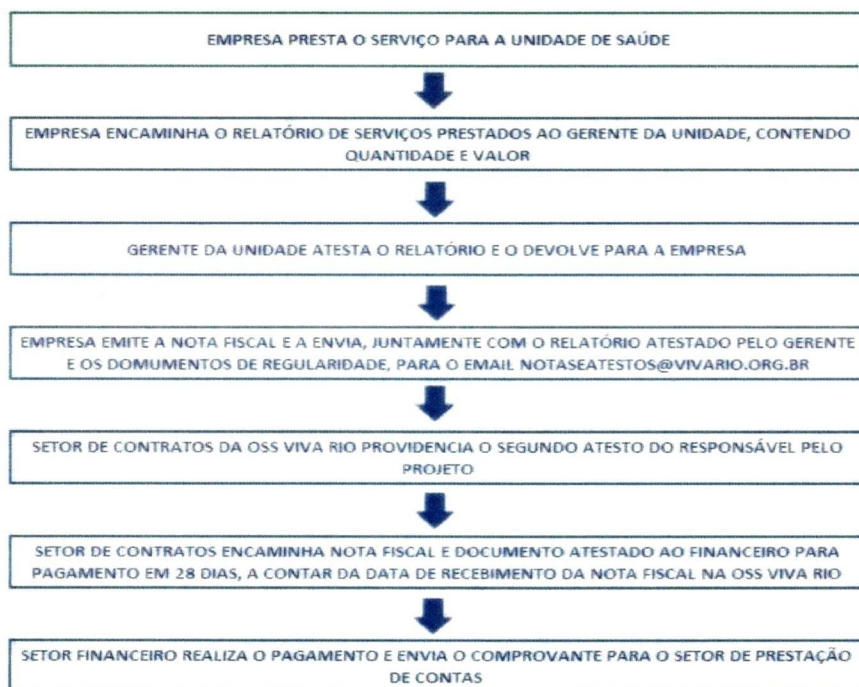 EMPRESA PRESTA O SERVIÇO PARA A UNIDADE DE SAÚDE
EMPRESA ENCAMINHA O RELATÓRIO DE SERVIÇOS PRESTADOS AO GERENTE DA UNIDADE, CONTENDO
QUANTIDADE E VALOR
GERENTE DA UNIDADE ATESTA O RELATÓRIO E O DEVOLVE PARA A EMPRESA
EMPRESA EMITE A NOTA FISCAL E A ENVIA, JUNTAMENTE COM O RELATÓRIO ATESTADO PELO GERENTE
E OS DOMUMENTOS DE REGULARIDADE, PARA O EMAIL NOTASEATESTOS@VIVARIO.ORG.BR
SETOR DE CONTRATOS DA OSS VIVA RIO PROVIDENCIA O SEGUNDO ATESTO DO RESPONSÁVEL PELO
PROJETO
SETOR DE CONTRATOS ENCAMINHA NOTA FISCAL E DOCUMENTO ATESTADO AO FINANCEIRO PARA
PAGAMENTO EM 28 DIAS, A CONTAR DA DATA DE RECEBIMENTO DA NOTA FISCAL NA OSS VIVA RIO
SETOR FINANCEIRO REALIZA O PAGAMENTO E ENVIA O COMPROVANTE PARA O SETOR DE PRESTAÇÃO
DE CONTAS